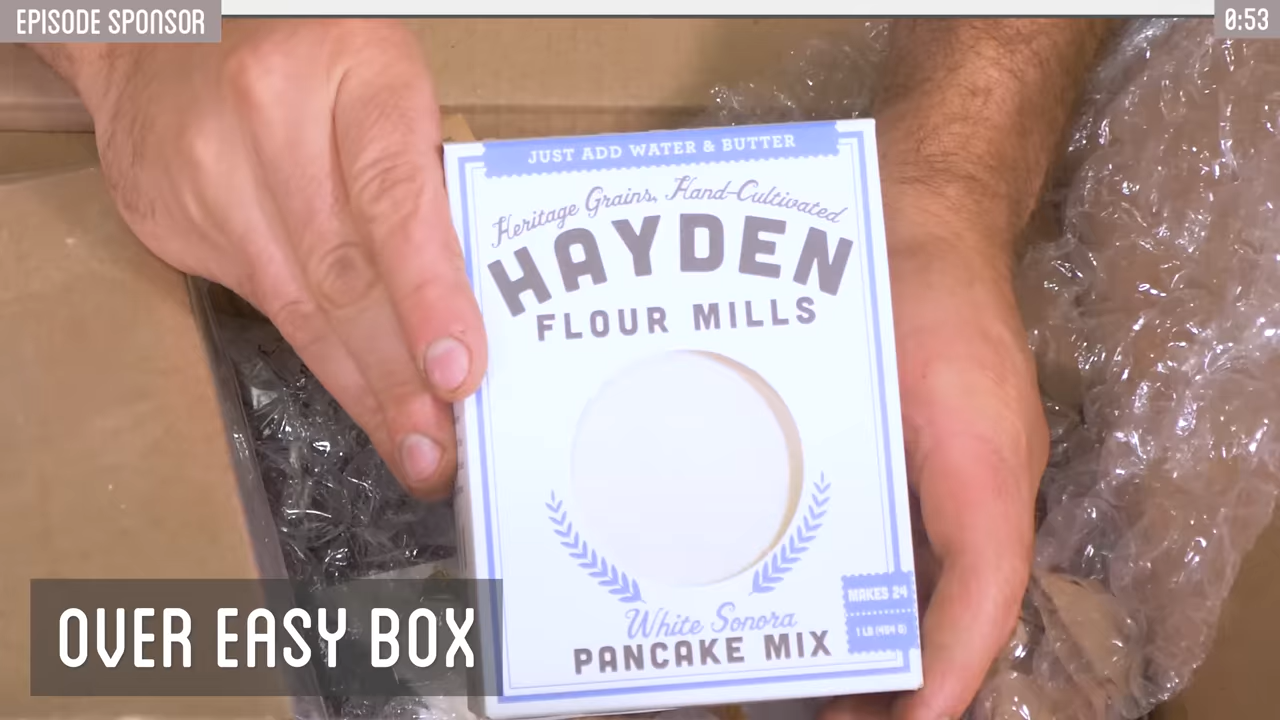 EPISODE SPONSOR
0:53
JUST ADD WATER & BUTTER
Heritage Grains, Hand-Cultivated
HAYDEN
FLOUR MILLS
MAKES 24
1 LB (454 G)
White Sonora
PANCAKE MIX
OVER EASY BOX